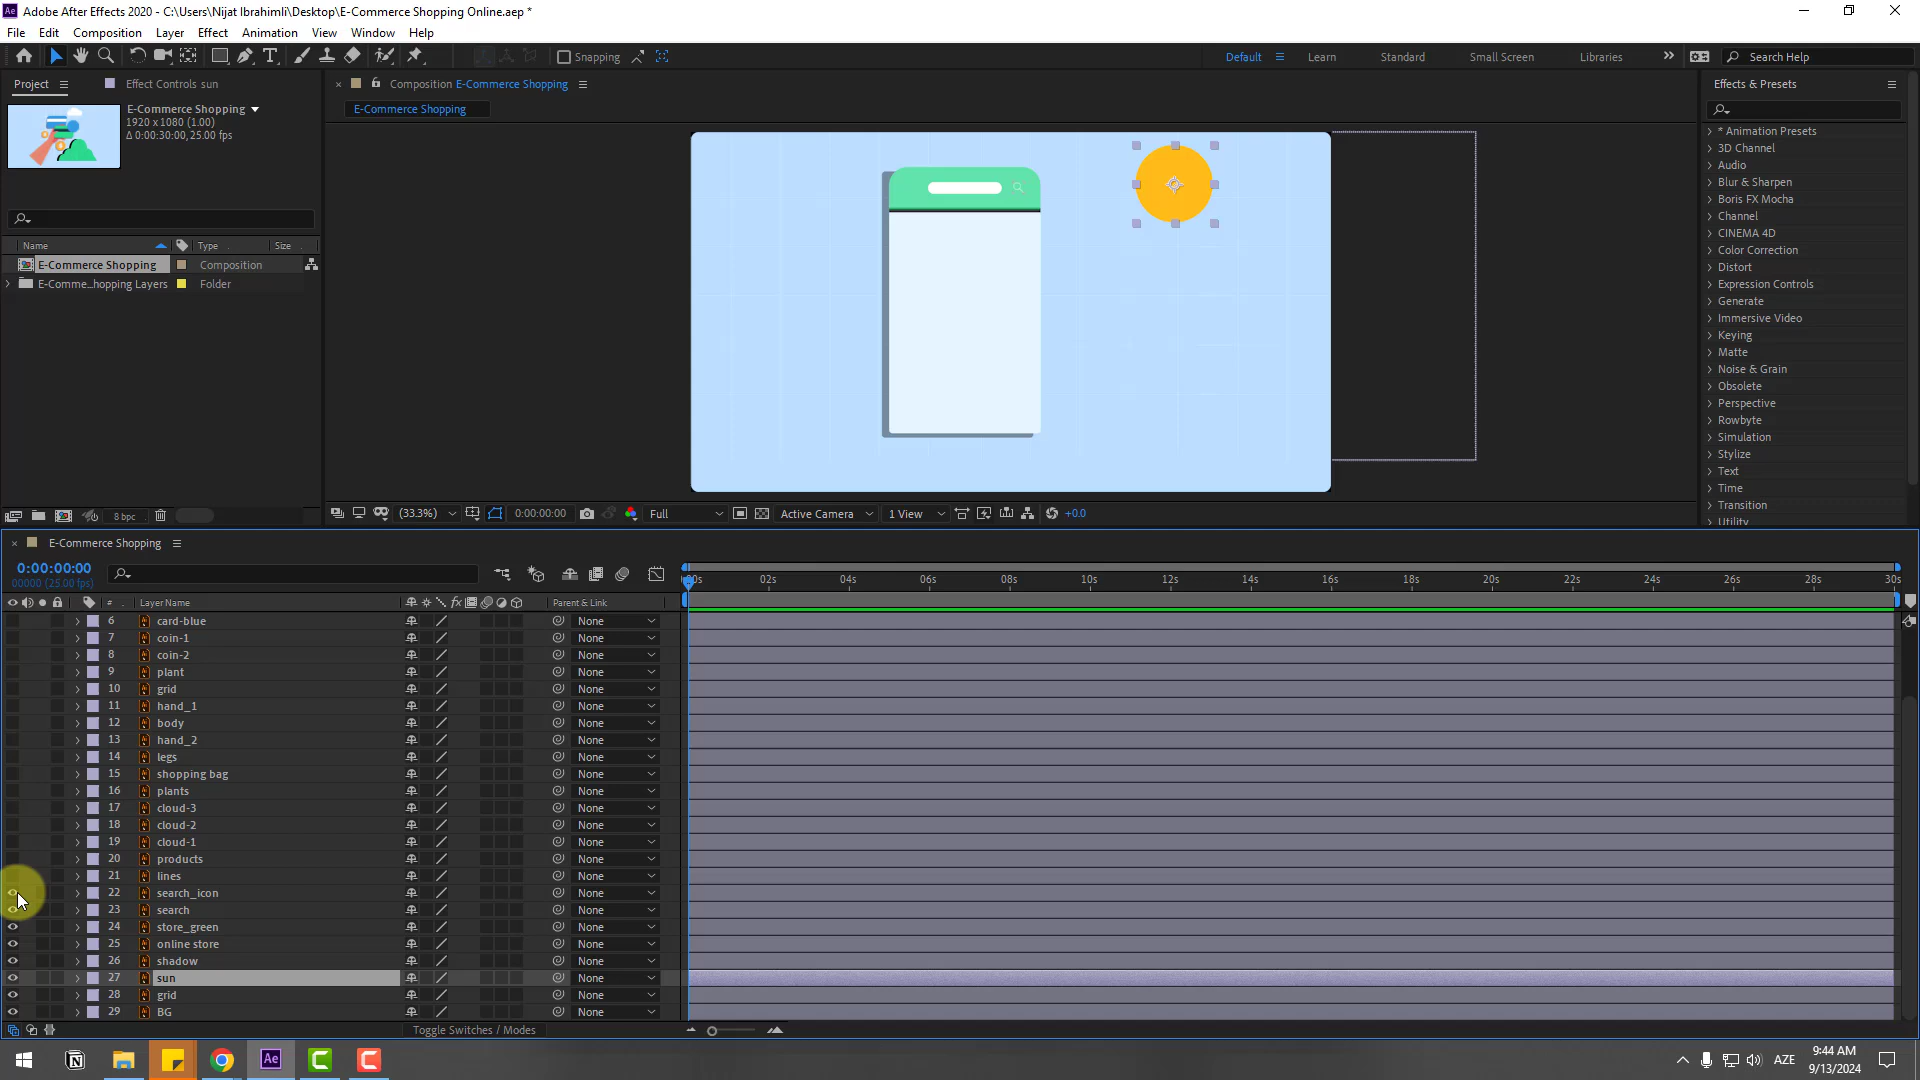 Adobe After Effects 2020 - C:\Users\Nijat Ibrahimli\Desktop\E-Commerce Shopping Online.aep *
File Edit Composition Layer Effect Animation View Window Help
Snapping Default Learn Standard Small Screen Libraries Search Help
Project Effect Controls sun Composition E-Commerce Shopping Effects & Presets
E-Commerce Shopping
1920 x 1080 (1.00)
Δ 0:00:30:00, 25.00 fps
E-Commerce Shopping
Name Type Size
E-Commerce Shopping Composition
E-Comme...hopping Layers Folder
8 bpc
(33.3%) 0:00:00:00 Full Active Camera 1 View +0.0
* Animation Presets
3D Channel
Audio
Blur & Sharpen
Boris FX Mocha
Channel
CINEMA 4D
Color Correction
Distort
Expression Controls
Generate
Immersive Video
Keying
Matte
Noise & Grain
Obsolete
Perspective
Rowbyte
Simulation
Stylize
Text
Time
Transition
Utility
E-Commerce Shopping
0:00:00:00
00000 (25.00 fps)
00s 02s 04s 06s 08s 10s 12s 14s 16s 18s 20s 22s 24s 26s 28s 30s
# Layer Name Parent & Link
6 card-blue None
7 coin-1 None
8 coin-2 None
9 plant None
10 grid None
11 hand_1 None
12 body None
13 hand_2 None
14 legs None
15 shopping bag None
16 plants None
17 cloud-3 None
18 cloud-2 None
19 cloud-1 None
20 products None
21 lines None
22 search_icon None
23 search None
24 store_green None
25 online store None
26 shadow None
27 sun None
28 grid None
29 BG None
Toggle Switches / Modes
AZE
9:44 AM
9/13/2024